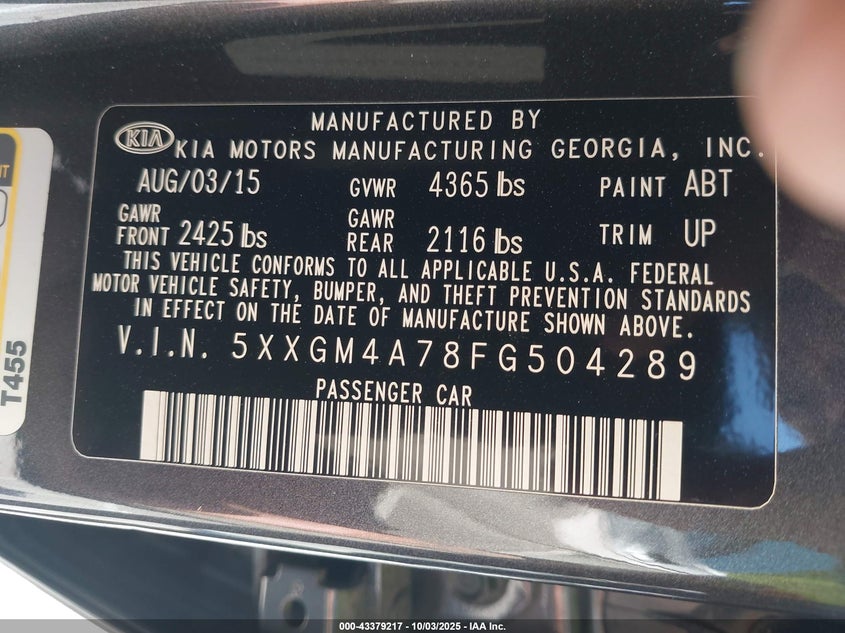 MANUFACTURED BY
KIA KIA MOTORS MANUFACTURING GEORGIA, INC.
AUG/03/15 GVWR 4365 lbs PAINT ABT
GAWR FRONT 2425 lbs GAWR REAR 2116 lbs TRIM UP
THIS VEHICLE CONFORMS TO ALL APPLICABLE U.S.A. FEDERAL
MOTOR VEHICLE SAFETY, BUMPER, AND THEFT PREVENTION STANDARDS
IN EFFECT ON THE DATE OF MANUFACTURE SHOWN ABOVE.
V.I.N. 5XXGM4A78FG504289
PASSENGER CAR
T455
000-43379217 - 10/03/2025 - IAA Inc.